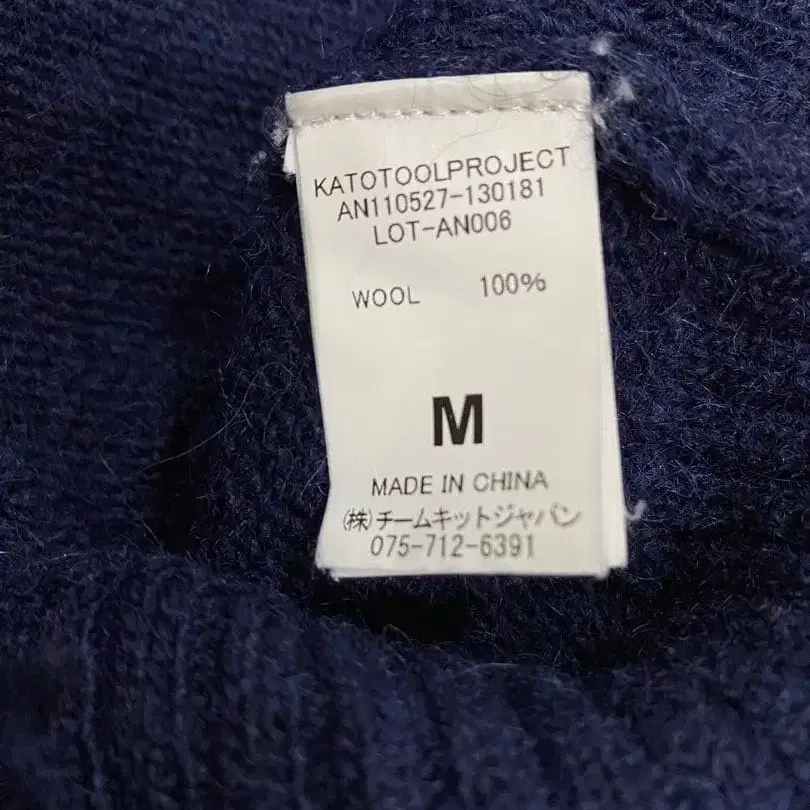 KATOTOOLPROJECT
AN110527-130181
LOT-AN006
WOOL 100%
M
MADE IN CHINA
(株)チームキットジャパン
075-712-6391